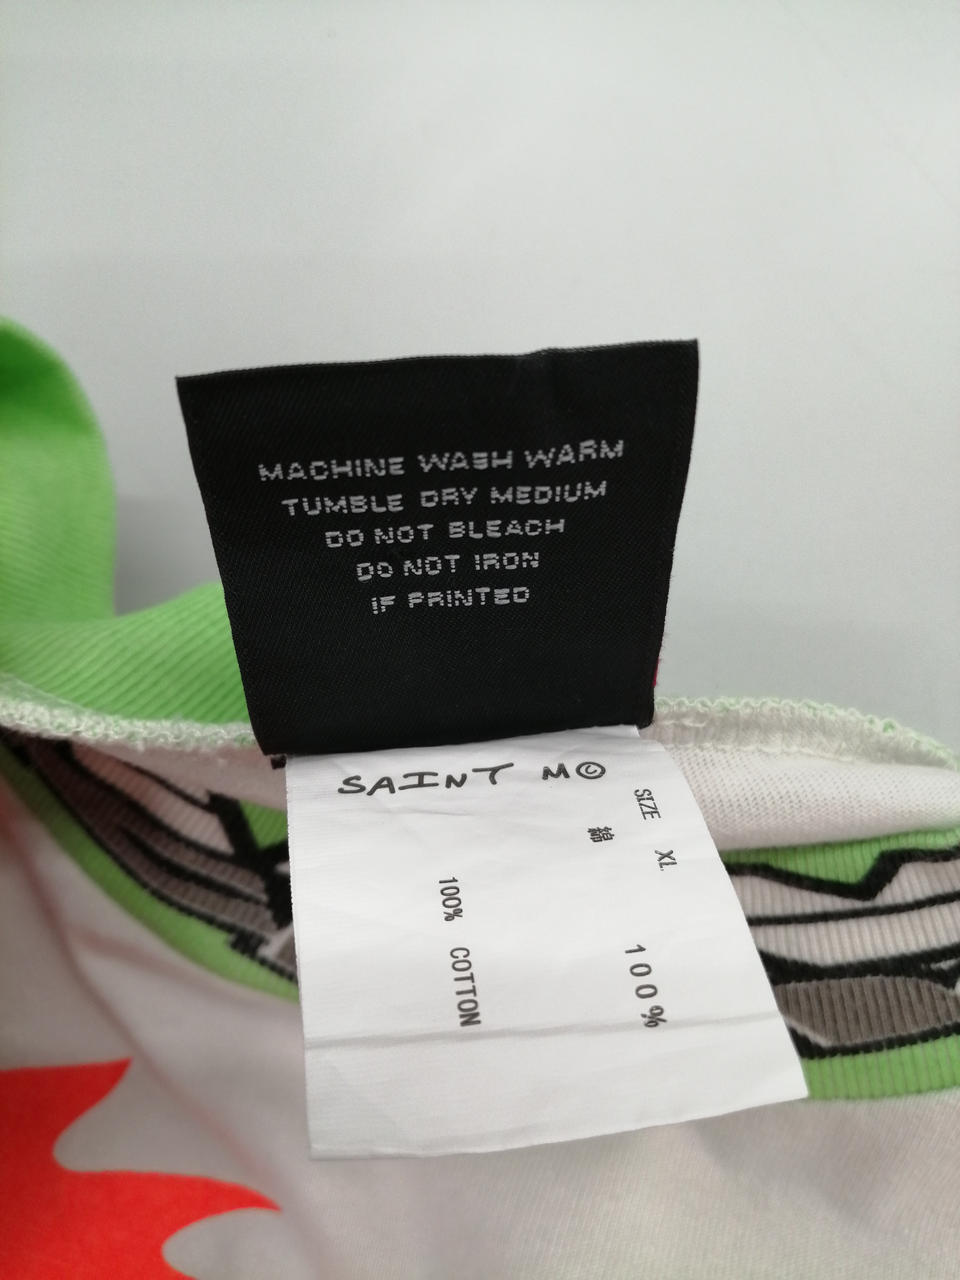 MACHINE WASH WARM
TUMBLE DRY MEDIUM
DO NOT BLEACH
DO NOT IRON
IF PRINTED
SAINT M©
SIZE XL
綿 100%
100% COTTON